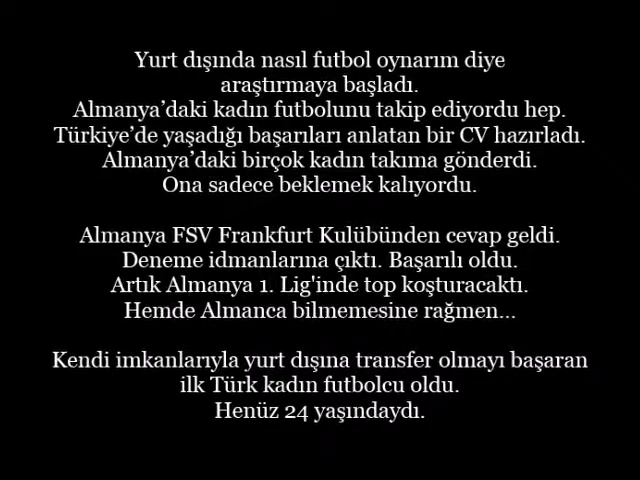 Yurt dışında nasıl futbol oynarım diye
araştırmaya başladı.
Almanya’daki kadın futbolunu takip ediyordu hep.
Türkiye’de yaşadığı başarıları anlatan bir CV hazırladı.
Almanya’daki birçok kadın takıma gönderdi.
Ona sadece beklemek kalıyordu.
Almanya FSV Frankfurt Kulübünden cevap geldi.
Deneme idmanlarına çıktı. Başarılı oldu.
Artık Almanya 1. Lig'inde top koşturacaktı.
Hemde Almanca bilmemesine rağmen...
Kendi imkanlarıyla yurt dışına transfer olmayı başaran
ilk Türk kadın futbolcu oldu.
Henüz 24 yaşındaydı.